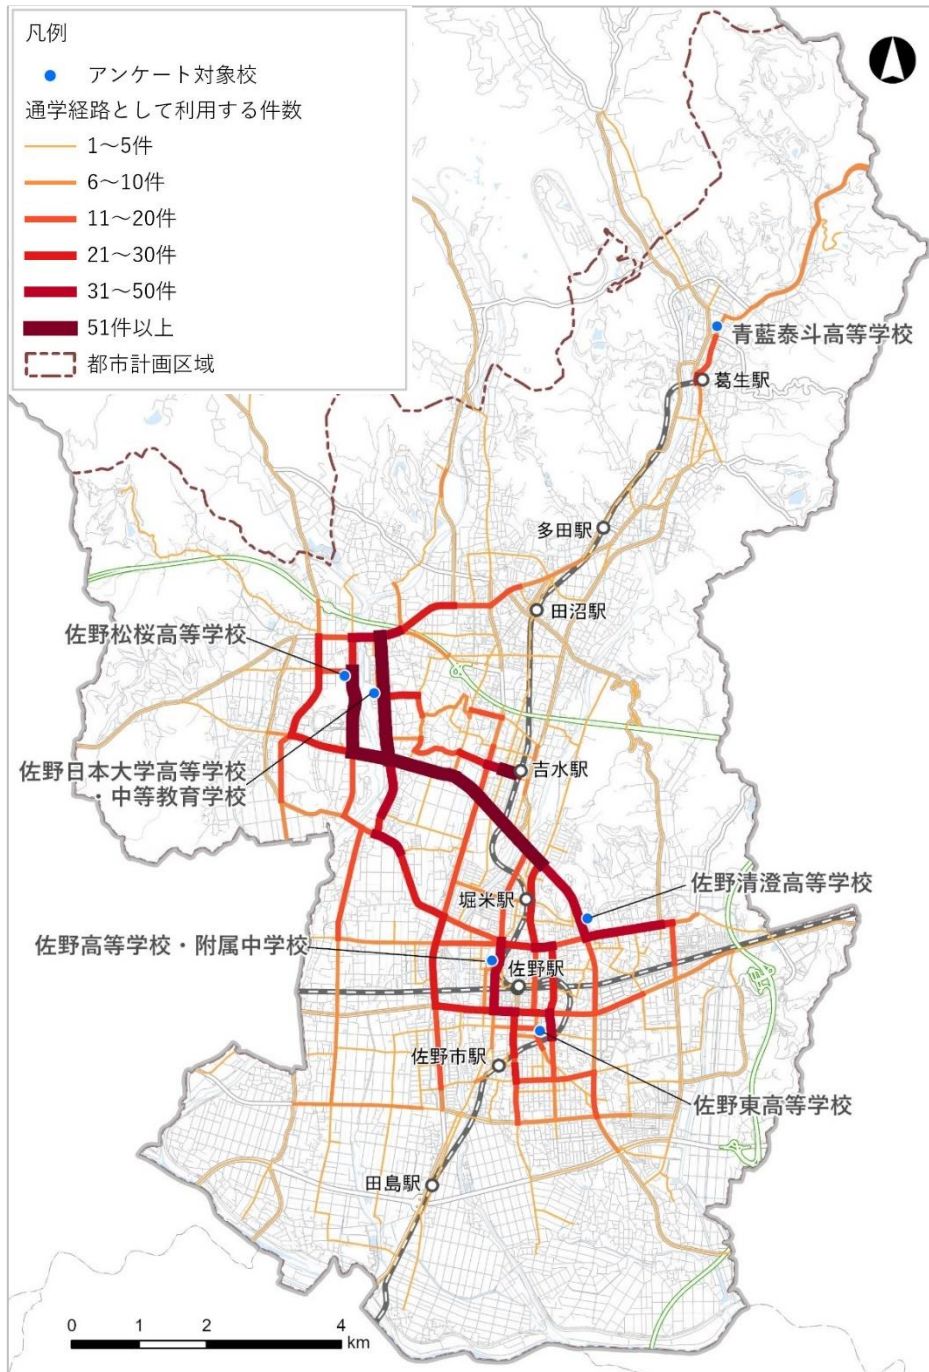 凡例
アンケート対象校
通学経路として利用する件数
1～5件
6～10件
11～20件
21～30件
31～50件
51件以上
都市計画区域
青藍泰斗高等学校
葛生駅
多田駅
田沼駅
佐野松桜高等学校
佐野日本大学高等学校
・中等教育学校
吉水駅
佐野清澄高等学校
堀米駅
佐野高等学校・附属中学校
佐野駅
佐野市駅
佐野東高等学校
田島駅
0 1 2 4
km